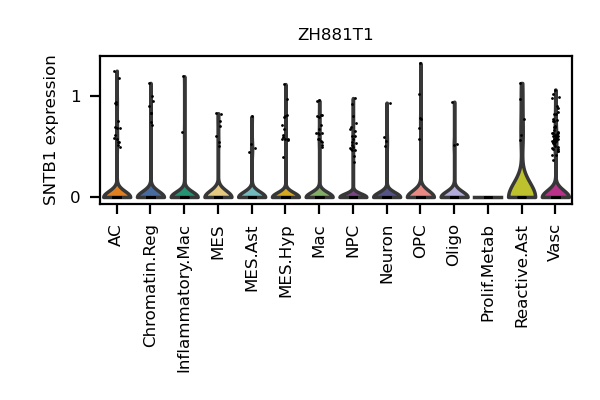 ZH881T1
SNTB1 expression
1
0
AC
Chromatin.Reg
Inflammatory.Mac
MES
MES.Ast
MES.Hyp
Mac
NPC
Neuron
OPC
Oligo
Prolif.Metab
Reactive.Ast
Vasc